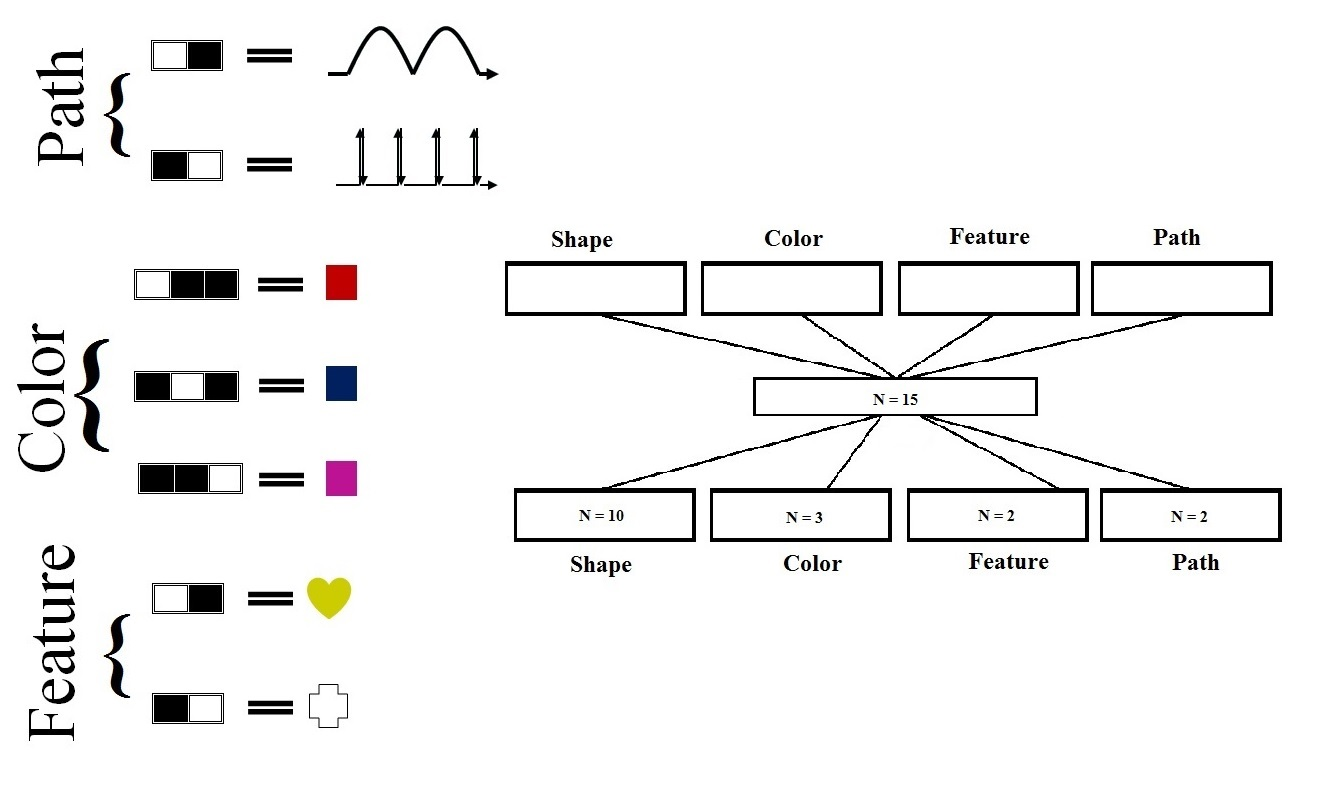 Path
Color
Feature
Shape Color Feature Path
N = 15
N = 10 N = 3 N = 2 N = 2
Shape Color Feature Path